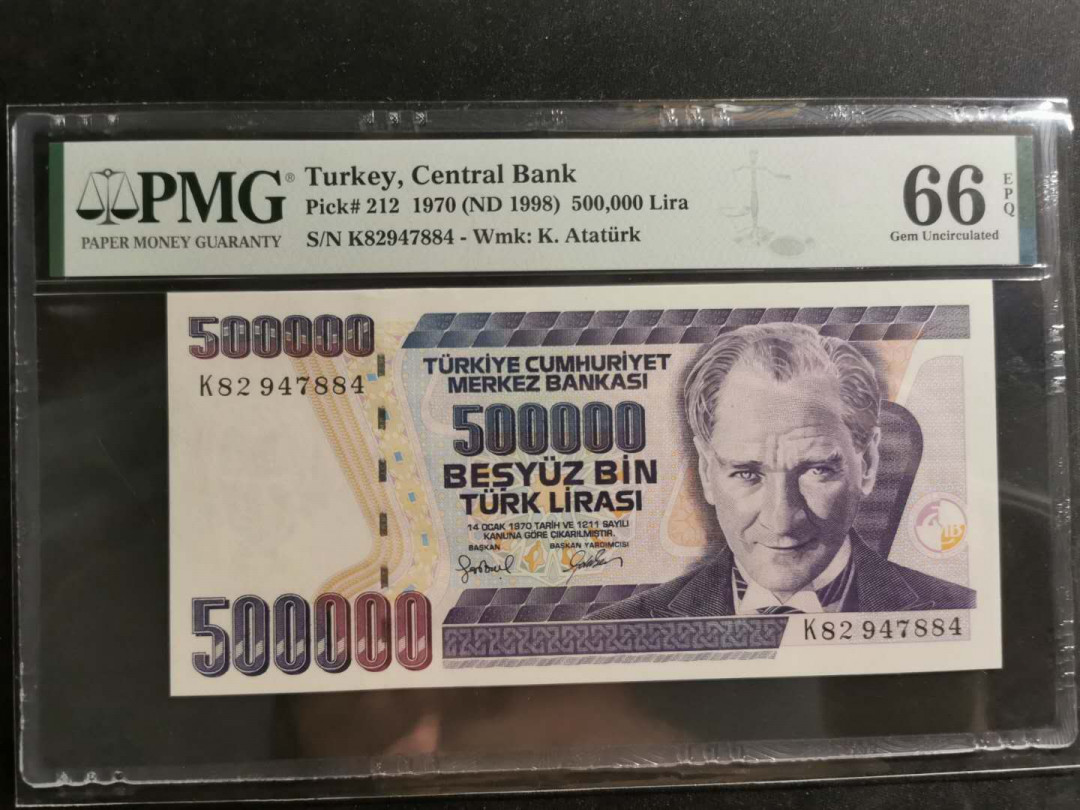 PMG®
PAPER MONEY GUARANTY
Turkey, Central Bank
Pick# 212 1970 (ND 1998) 500,000 Lira
S/N K82947884 - Wmk: K. Atatürk
66
EPQ
Gem Uncirculated
500000
K82 947884
TÜRKİYE CUMHURİYET
MERKEZ BANKASI
500000
BEŞYÜZ BİN
TÜRK LİRASI
14 OCAK 1970 TARİH VE 1211 SAYILI
KANUNA GÖRE ÇIKARILMIŞTIR.
BAŞKAN BAŞKAN YARDIMCISI
500000
K82 947884